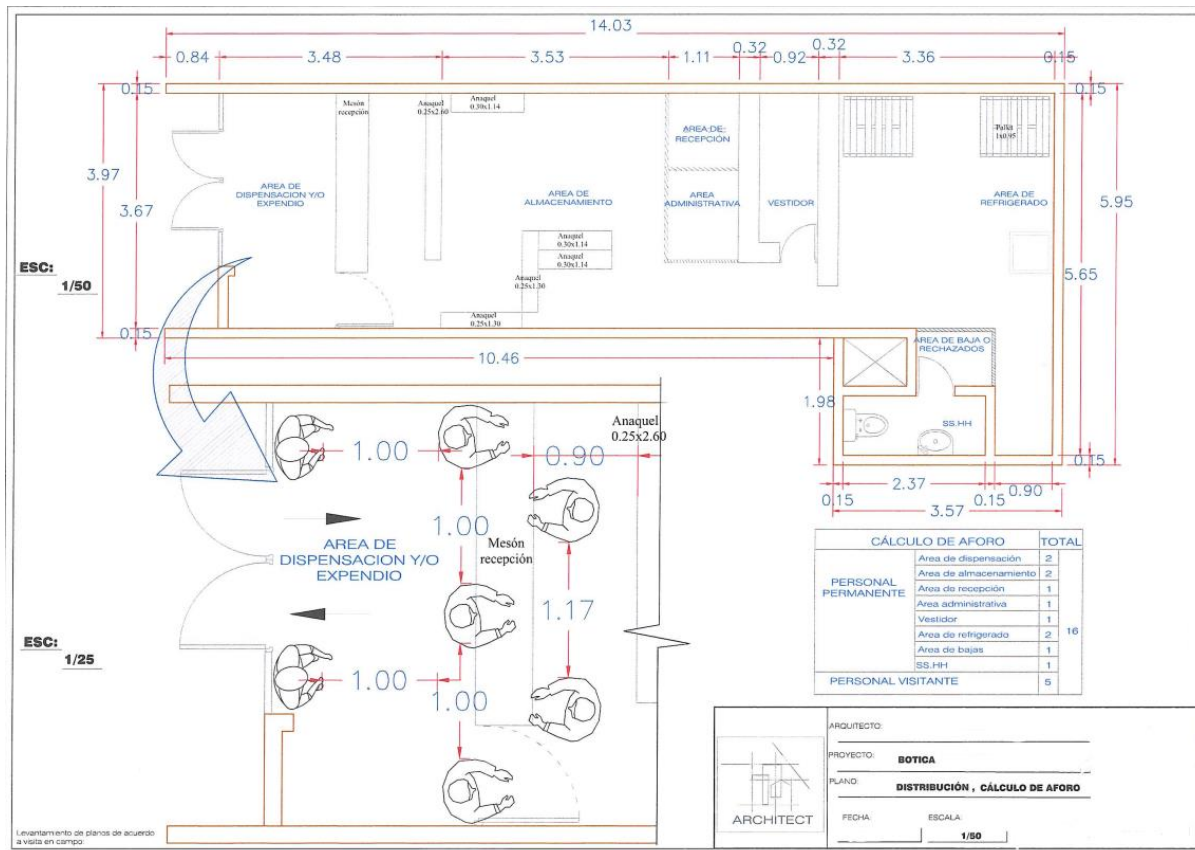 14.03
0.84
3.48
3.53
1.11
0.32
0.92
0.32
3.36
0.15
0.15
3.97
3.67
0.15
Mesón
recepción
Anaquel
0.25x2.60
Anaquel
0.30x1.14
AREA DE
DISPENSACION Y/O
EXPENDIO
AREA DE
ALMACENAMIENTO
AREA DE
RECEPCIÓN
AREA
ADMINISTRATIVA
VESTIDOR
Pallet
1x0.95
AREA DE
REFRIGERADO
0.15
5.95
5.65
0.15
Anaquel
0.30x1.14
Anaquel
0.30x1.14
Anaquel
0.25x1.30
Anaquel
0.25x1.30
ESC:
1/50
10.46
AREA DE BAJA O
RECHAZADOS
1.98
SS.HH
2.37
0.90
0.15
0.15
3.57
Anaquel
0.25x2.60
1.00
0.90
1.00
AREA DE
DISPENSACION Y/O
EXPENDIO
Mesón
recepción
1.17
1.00
1.00
ESC:
1/25
CÁLCULO DE AFORO TOTAL
PERSONAL
PERMANENTE
Area de dispensación 2
Area de almacenamiento 2
Area de recepción 1
Area administrativa 1
Vestidor 1
Area de refrigerado 2
Area de bajas 1
SS.HH 1
16
PERSONAL VISITANTE 5
ARCHITECT
ARQUITECTO:
PROYECTO: BOTICA
PLANO: DISTRIBUCIÓN , CÁLCULO DE AFORO
FECHA: ESCALA:
1/50
Levantamiento de planos de acuerdo
a visita en campo: